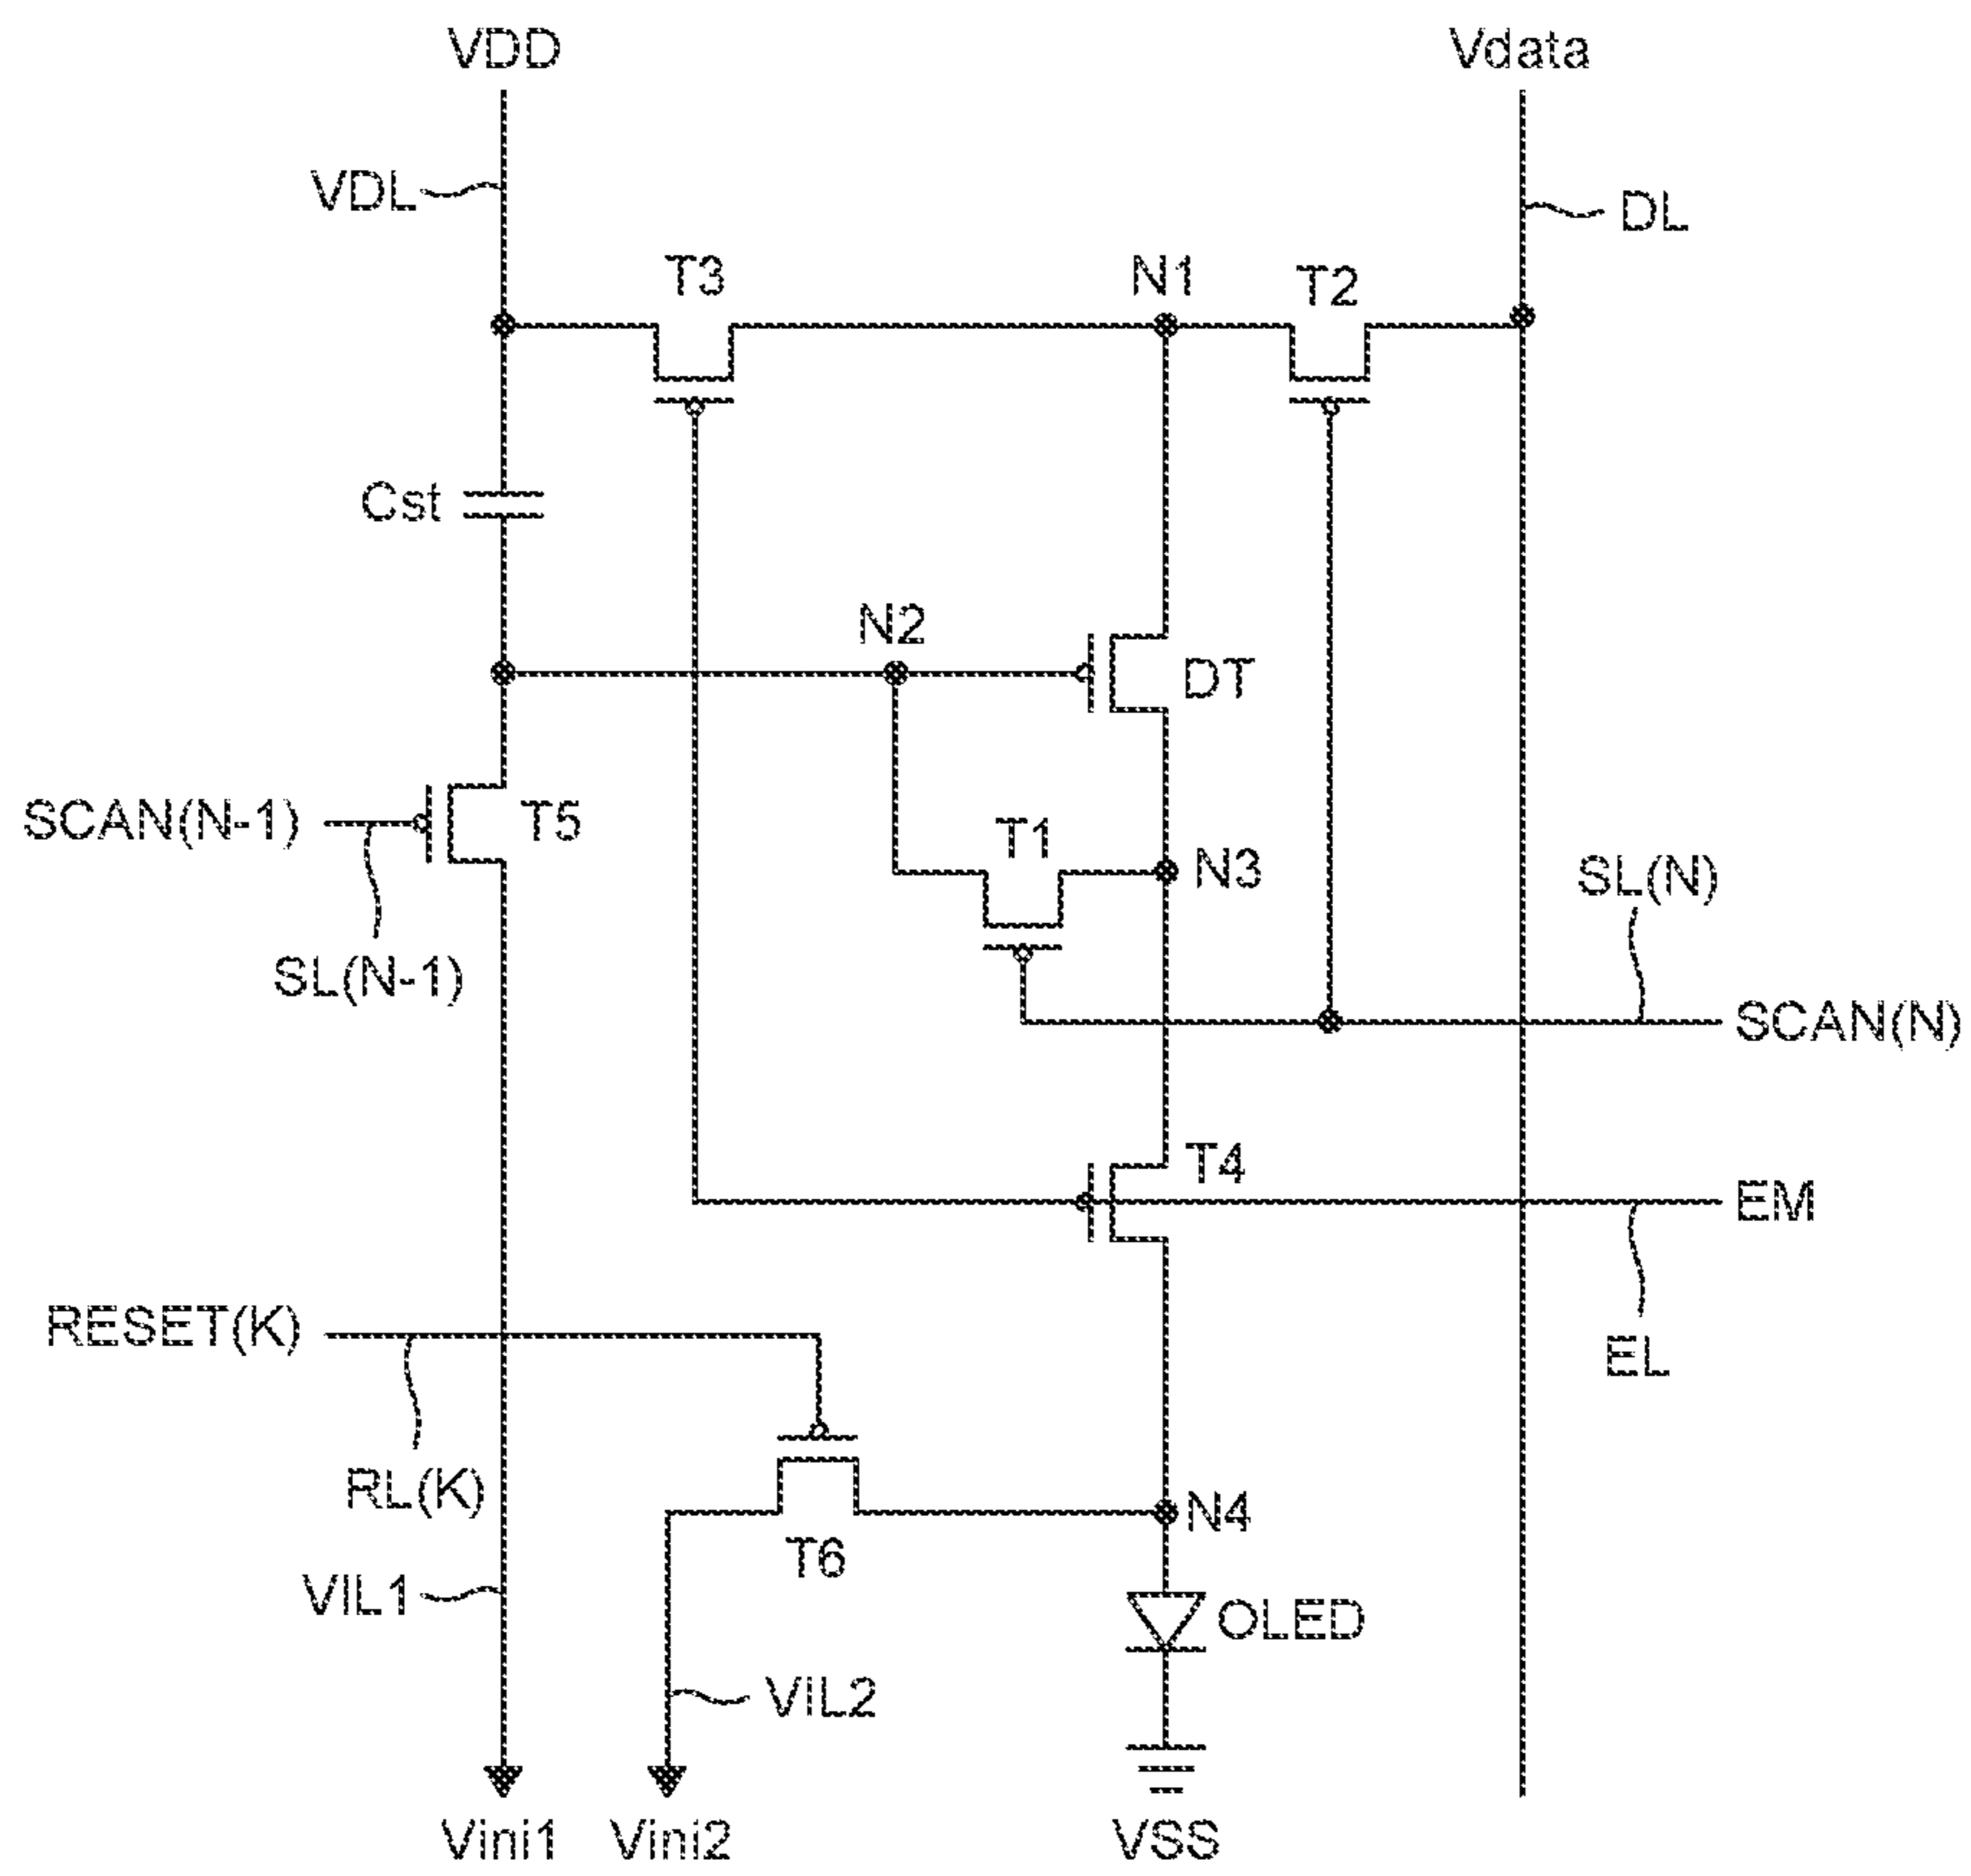 VDD
Vdata
VDL
DL
T3
N1
T2
Cst
N2
DT
SCAN(N-1)
T5
T1
N3
SL(N)
SL(N-1)
SCAN(N)
T4
EM
RESET(K)
EL
RL(K)
N4
T6
VIL1
OLED
VIL2
Vini1
Vini2
VSS